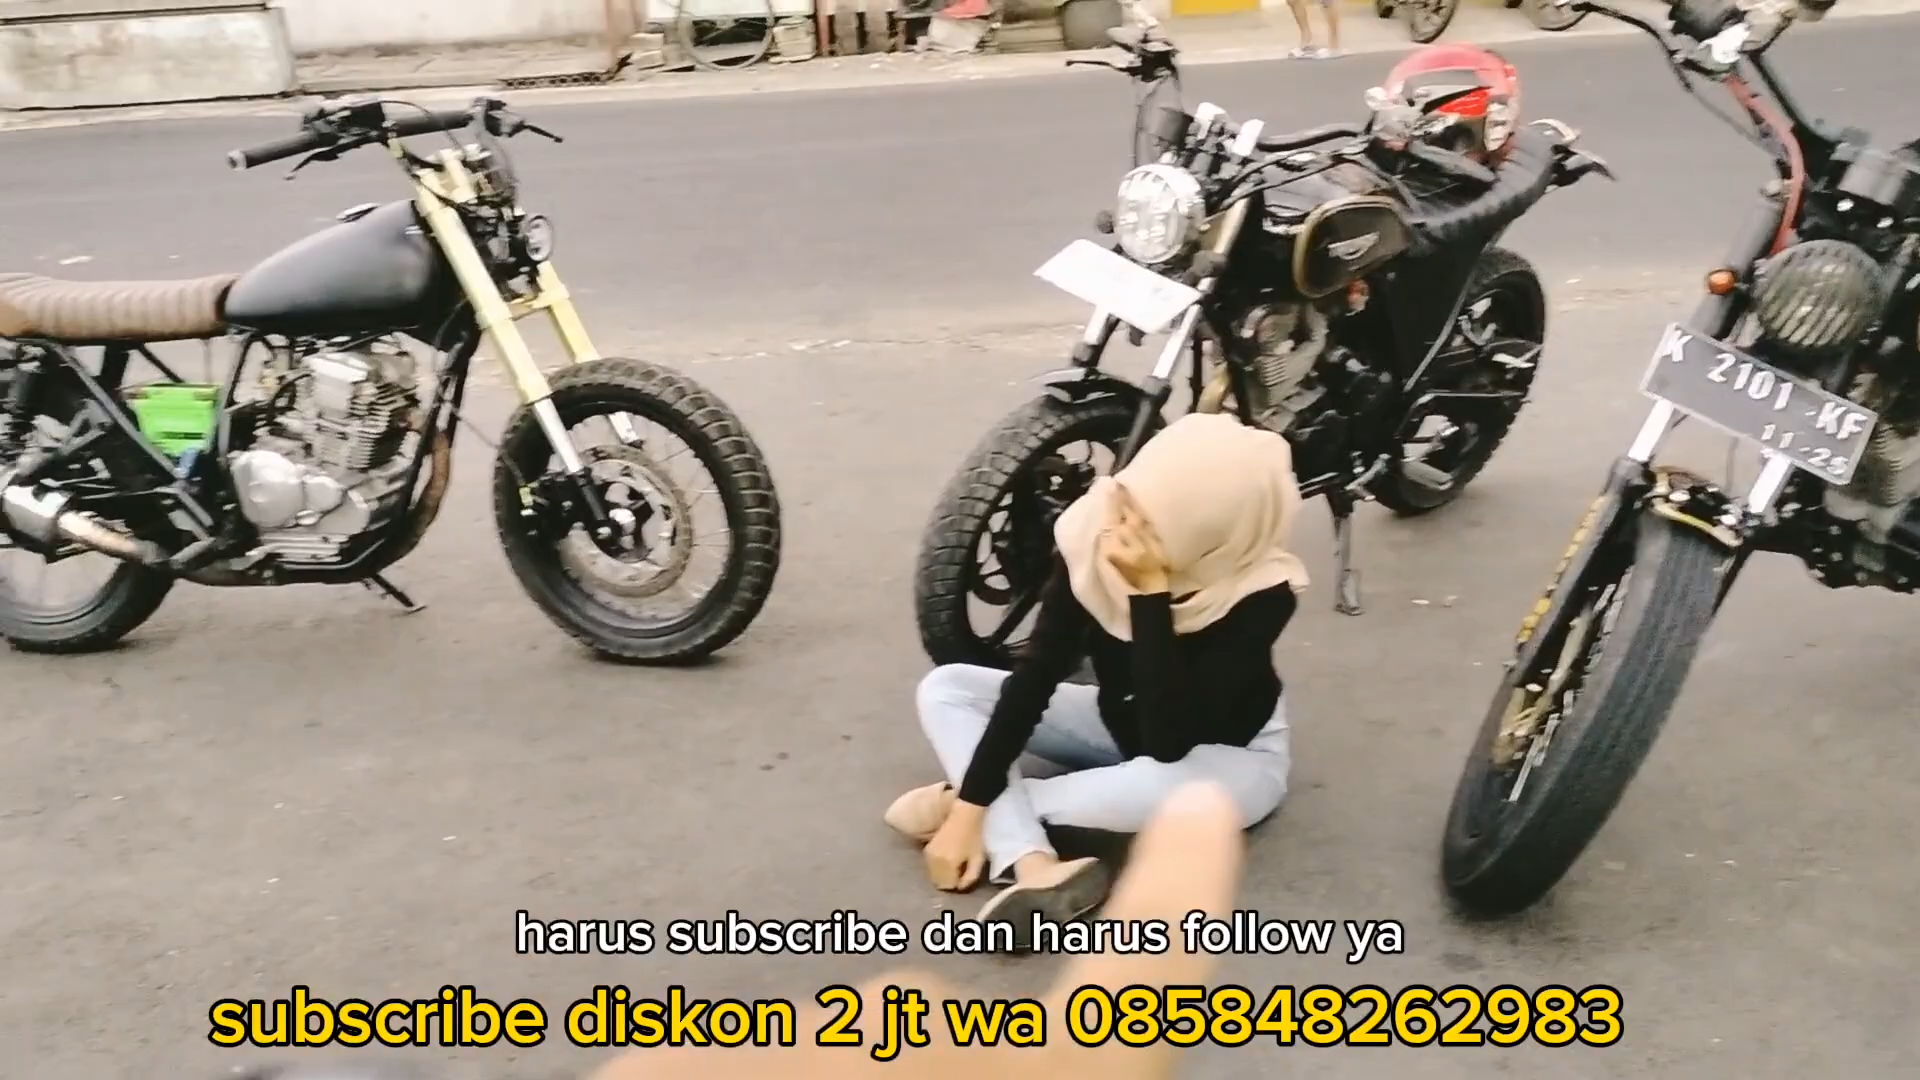 K 2101 KF
11 25
harus subscribe dan harus follow ya
subscribe diskon 2 jt wa 085848262983